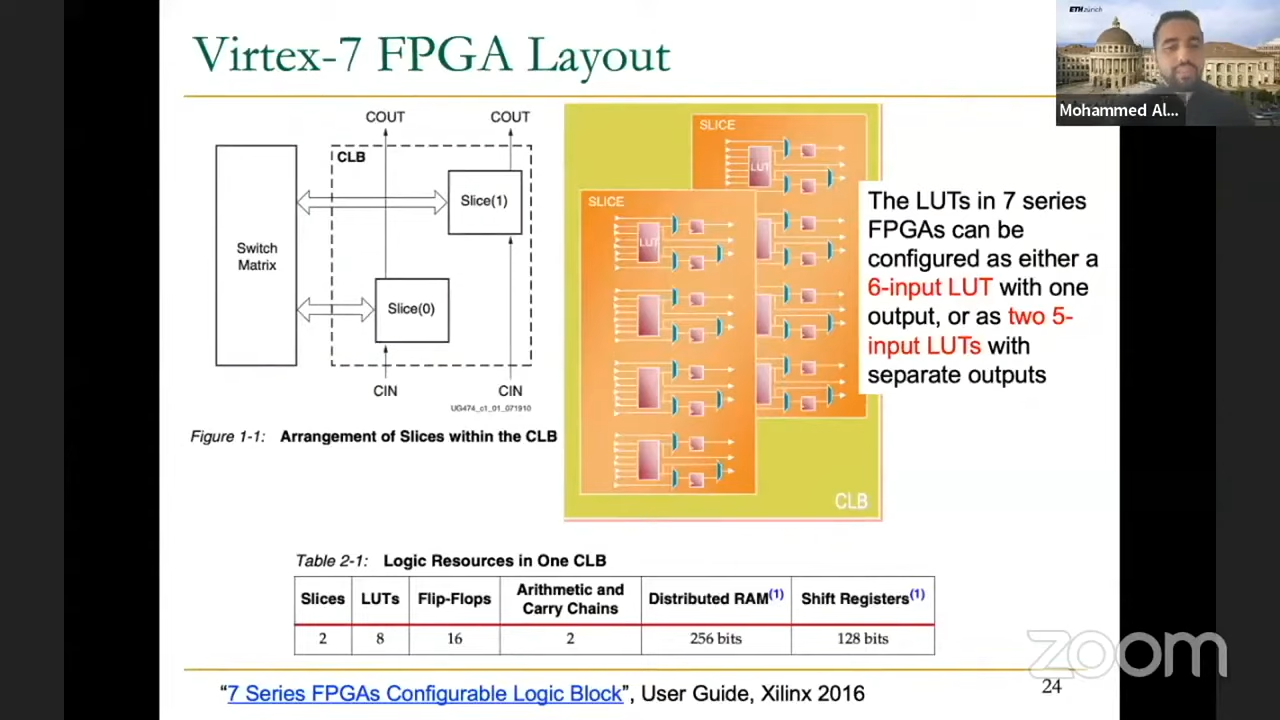 Virtex-7 FPGA Layout
ETH zürich
Mohammed Al...
COUT
COUT
CLB
Slice(1)
Switch
Matrix
Slice(0)
CIN
CIN
UG474_c1_01_071910
Figure 1-1: Arrangement of Slices within the CLB
SLICE
LUT
SLICE
LUT
CLB
The LUTs in 7 series
FPGAs can be
configured as either a
6-input LUT with one
output, or as two 5-
input LUTs with
separate outputs
Table 2-1: Logic Resources in One CLB
Slices LUTs Flip-Flops Arithmetic and Carry Chains Distributed RAM(1) Shift Registers(1)
2 8 16 2 256 bits 128 bits
zoom
"7 Series FPGAs Configurable Logic Block", User Guide, Xilinx 2016
24